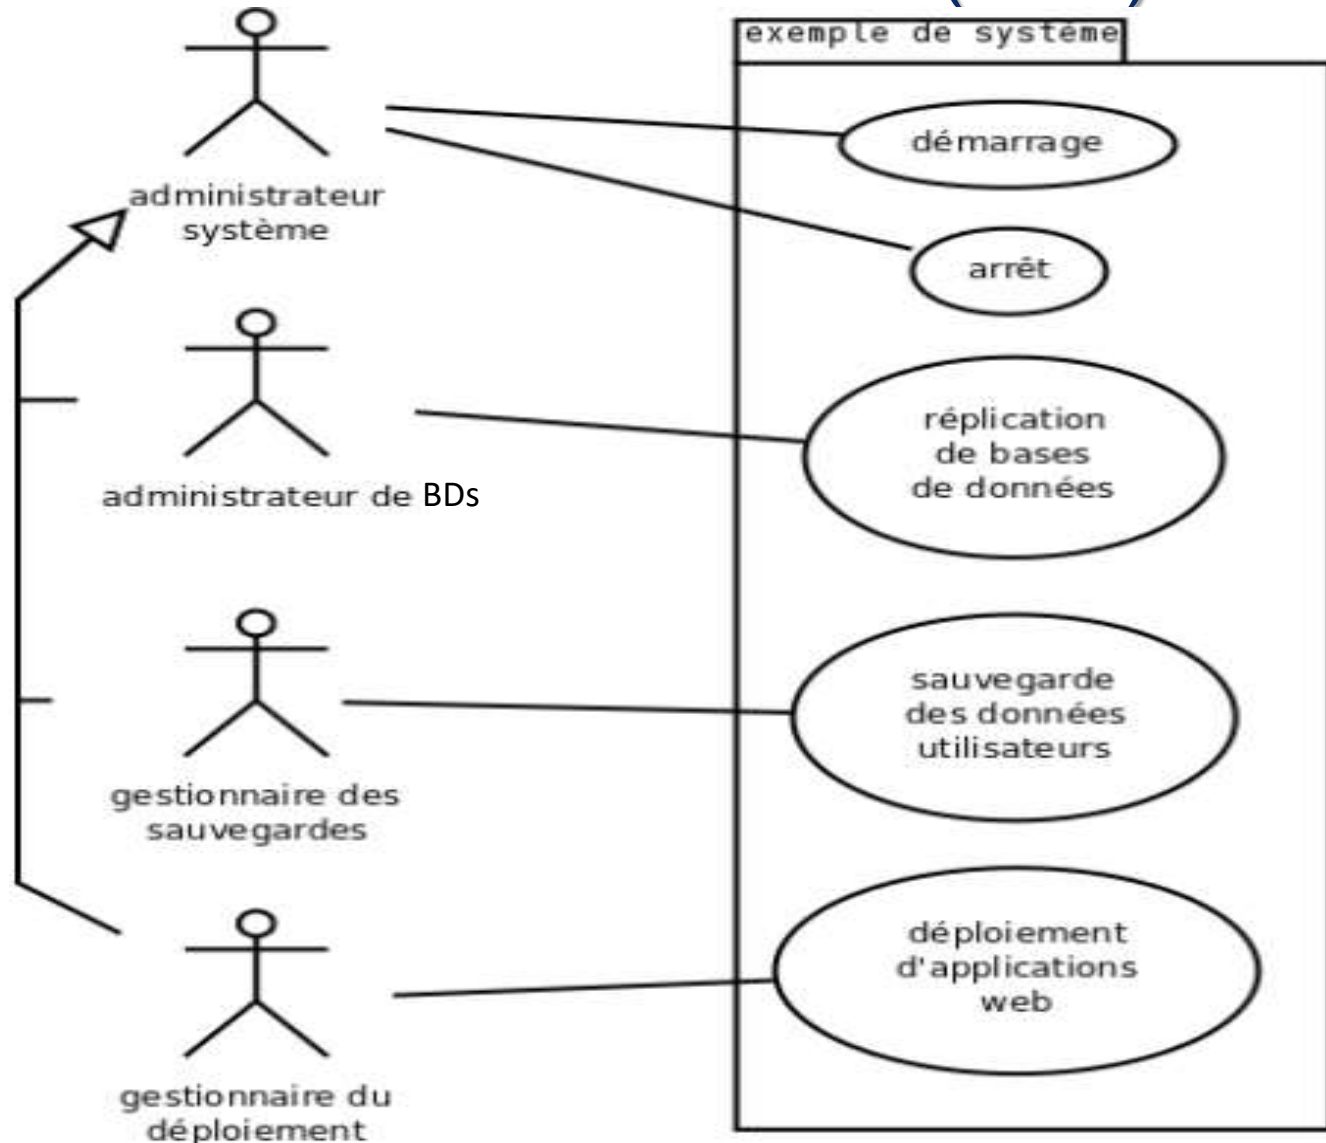 exemple de système
démarrage
administrateur
système
arrêt
réplication
de bases
de données
administrateur de BDs
sauvegarde
des données
utilisateurs
gestionnaire des
sauvegardes
déploiement
d'applications
web
gestionnaire du
déploiement